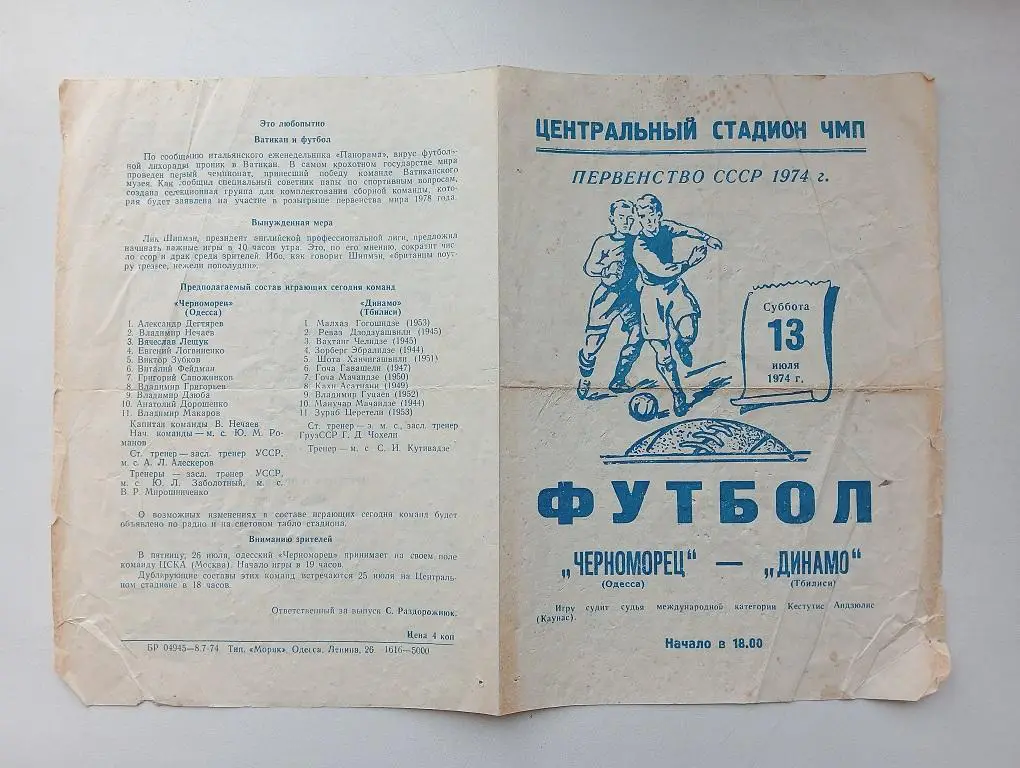 Это любопытно
Ватикан и футбол
По сообщению итальянского еженедельника «Панорама», вирус футболь-
ной лихорадки проник в Ватикан. В самом крохотном государстве мира
проведен первый чемпионат, принесший победу команде Ватиканского
музея. Как сообщил специальный советник папы по спортивным вопросам,
создана селекционная группа для комплектования сборной команды, кото-
рая будет заявлена на участие в розыгрыше первенства мира 1978 года.
Вынужденная мера
Лик Шипмэн, президент английской профессиональной лиги, предложил
начинать важные игры в 10 часов утра. Это, по его мнению, сократит чис-
ло ссор и драк среди зрителей. Ибо, как говорит Шипмэн, «британцы поут-
ру трезвее, нежели пополудни».
Предполагаемый состав играющих сегодня команд
«Черноморец»
(Одесса)
1. Александр Дегтярев
2. Владимир Нечаев
3. Вячеслав Лещук
4. Евгений Логвиненко
5. Виктор Зубков
6. Виталий Фейдман
7. Григорий Сапожников
8. Владимир Григорьев
9. Владимир Дзюба
10. Анатолий Дорошенко
11. Владимир Макаров
Капитан команды В. Нечаев
Нач. команды — м. с. Ю. М. Ро-
манов
Ст. тренер — засл. тренер УССР,
м. с. А. Л. Алескеров
Тренеры — засл. тренер УССР,
м. с. Ю. Л. Заболотный, м. с.
В. Р. Мирошниченко
«Динамо»
(Тбилиси)
1. Малхаз Гогошидзе (1953)
2. Реваз Дзодзуашвили (1945)
3. Вахтанг Челидзе (1945)
4. Зорберг Эбралидзе (1944)
5. Шота Хинчигашвили (1951)
6. Гоча Гавашели (1947)
7. Гоча Мачаидзе (1950)
8. Кахи Асатиани (1949)
9. Владимир Гуцаев (1952)
10. Манучар Мачаидзе (1944)
11. Зураб Церетели (1953)
Ст. тренер — з. м. с., засл. тренер
ГрузССР Г. Д. Чохели
Тренер — м. с. С. И. Кутивадзе
О возможных изменениях в составе играющих сегодня команд будет
объявлено по радио и на световом табло стадиона.
Вниманию зрителей
В пятницу, 26 июля, одесский «Черноморец» принимает на своем поле
команду ЦСКА (Москва). Начало игры в 19 часов.
Дублирующие составы этих команд встречаются 25 июля на Централь-
ном стадионе в 18 часов.
Ответственный за выпуск С. Раздорожнюк.
Цена 4 коп
БР 04945—8.7-74 Тип. «Моряк», Одесса, Ленина, 26 1616—5000
ЦЕНТРАЛЬНЫЙ СТАДИОН ЧМП
ПЕРВЕНСТВО СССР 1974 г.
Суббота
13
июля
1974 г.
ФУТБОЛ
„ЧЕРНОМОРЕЦ“ — „ДИНАМО“
(Одесса) (Тбилиси)
Игру судит судья международной категории Кестутис Андзюлис
(Каунас).
Начало в 18.00